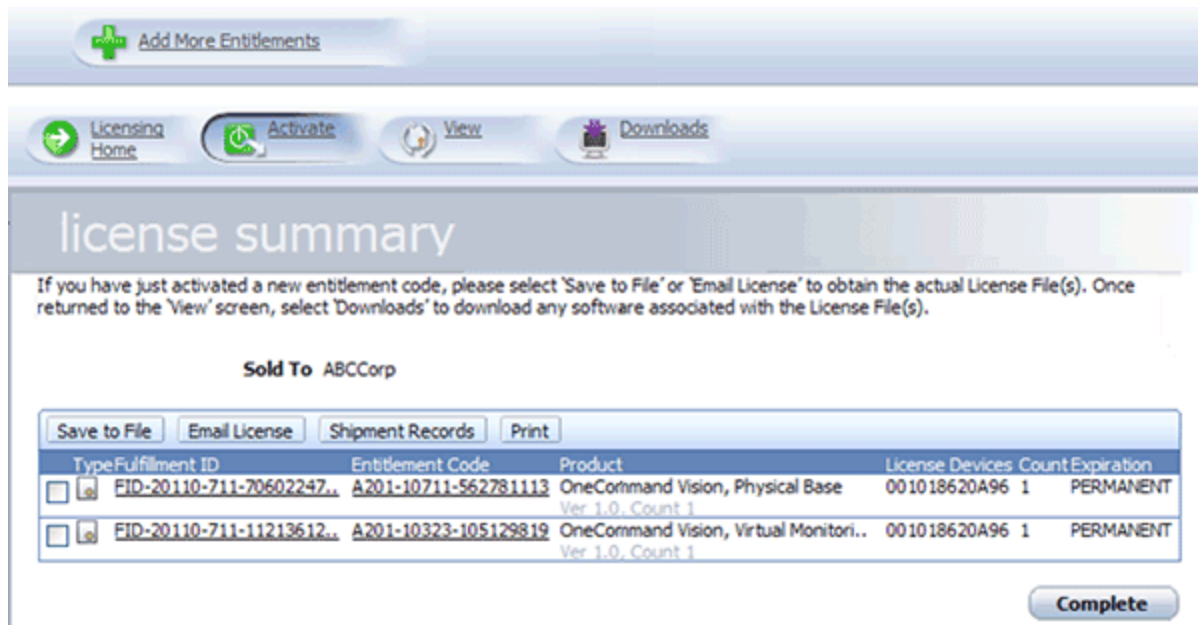 Add More Entitlements
Licensing Home
Activate
View
Downloads
license summary
If you have just activated a new entitlement code, please select 'Save to File' or 'Email License' to obtain the actual License File(s). Once
returned to the 'View' screen, select 'Downloads' to download any software associated with the License File(s).
Sold To ABCCorp
Save to File Email License Shipment Records Print
Type Fulfillment ID Entitlement Code Product License Devices Count Expiration
FID-20110-711-70602247.. A201-10711-562781113 OneCommand Vision, Physical Base 001018620A96 1 PERMANENT
Ver 1.0, Count 1
FID-20110-711-11213612.. A201-10323-105129819 OneCommand Vision, Virtual Monitori.. 001018620A96 1 PERMANENT
Ver 1.0, Count 1
Complete